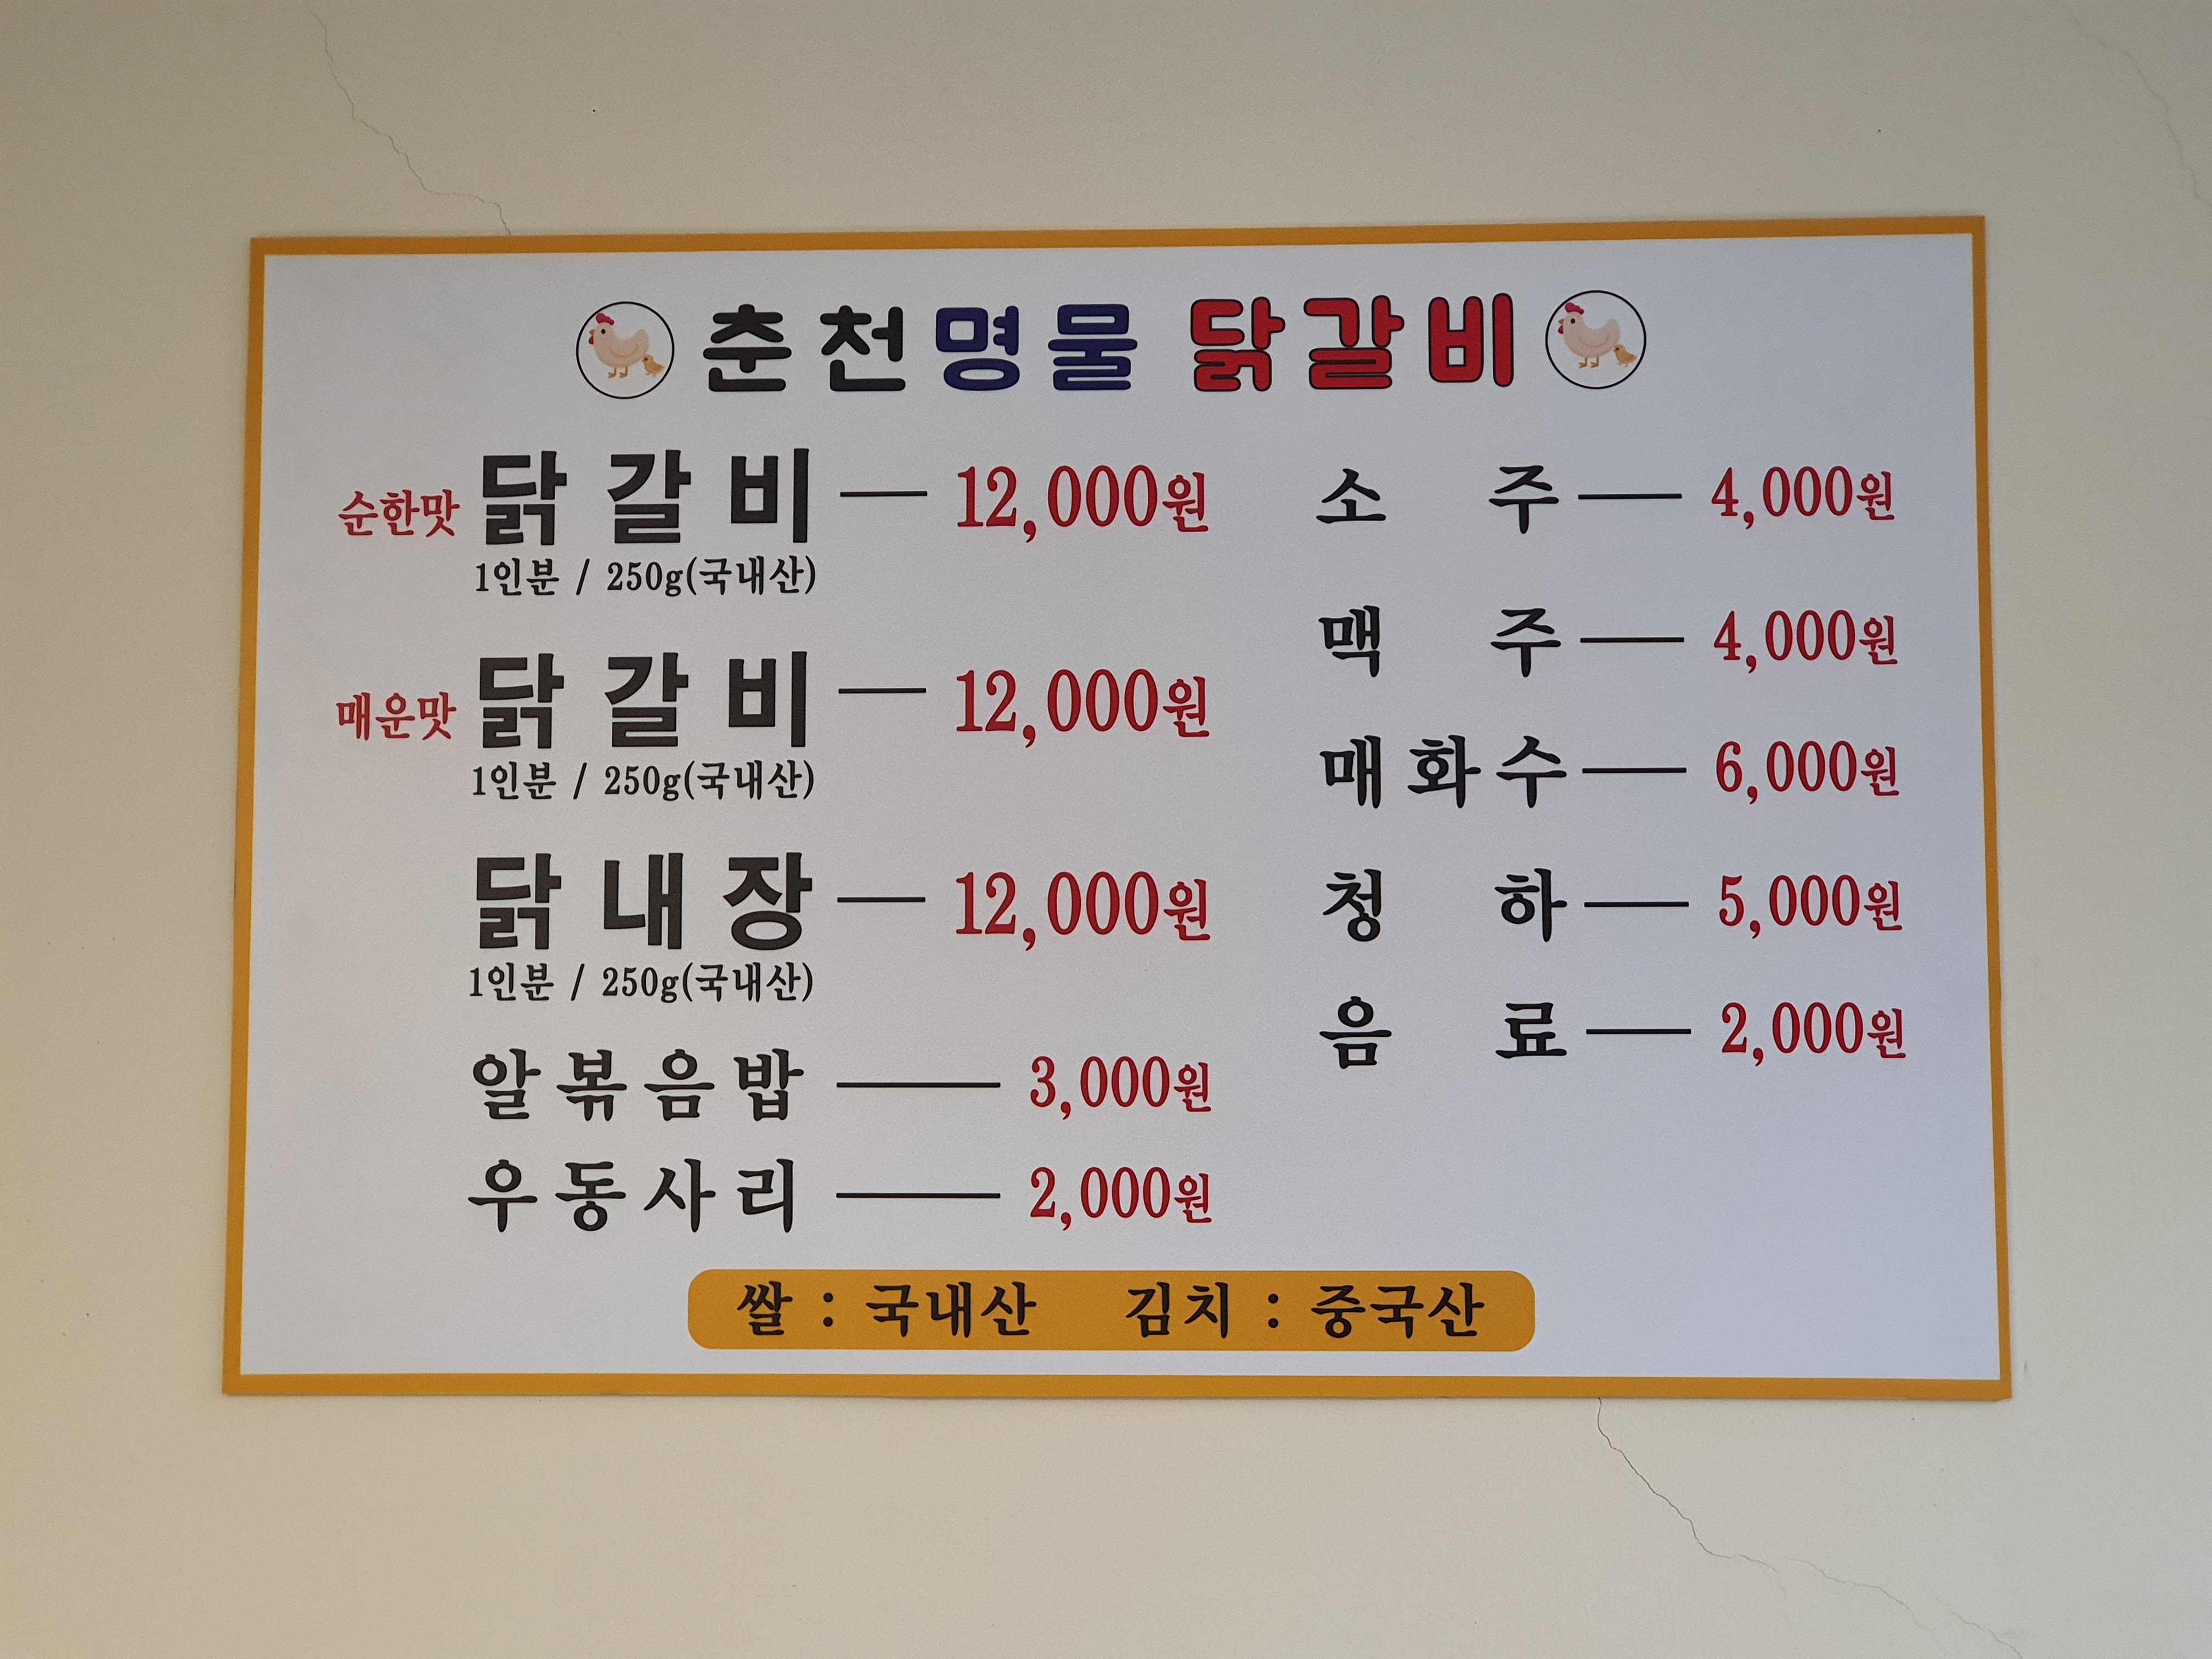 춘천명물 닭갈비
순한맛 닭갈비 12,000원
1인분 / 250g(국내산)
매운맛 닭갈비 12,000원
1인분 / 250g(국내산)
닭내장 12,000원
1인분 / 250g(국내산)
알볶음밥 3,000원
우동사리 2,000원
소주 4,000원
맥주 4,000원
매화수 6,000원
청하 5,000원
음료 2,000원
쌀 : 국내산 김치 : 중국산